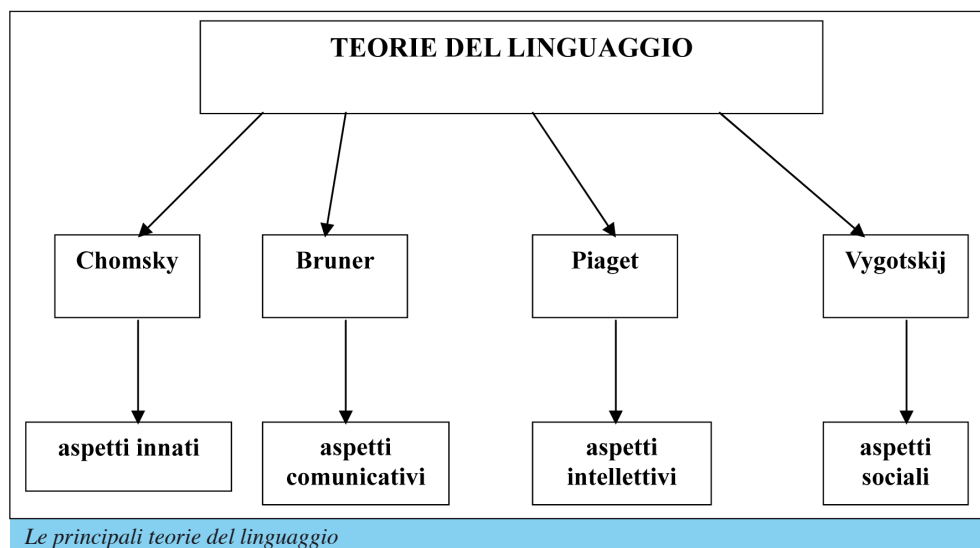 TEORIE DEL LINGUAGGIO
Chomsky
Bruner
Piaget
Vygotskij
aspetti innati
aspetti
comunicativi
aspetti
intellettivi
aspetti
sociali
Le principali teorie del linguaggio